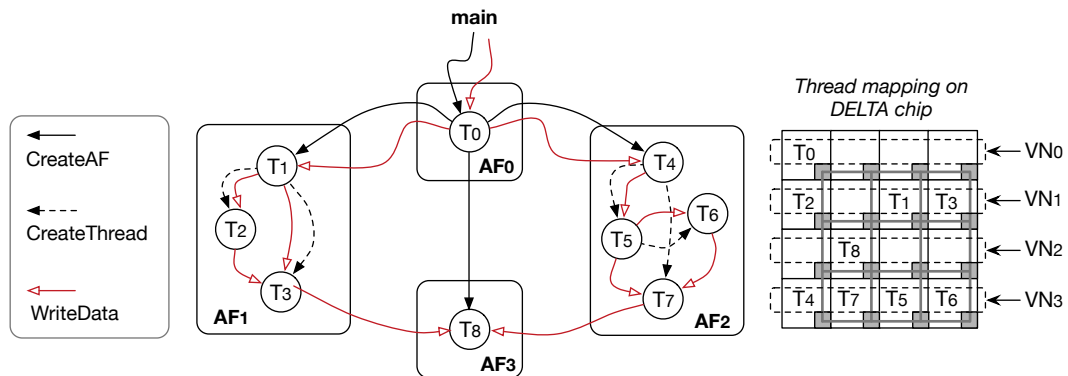 main
CreateAF
CreateThread
WriteData
T0
AF0
T1
T2
T3
AF1
T4
T5
T6
T7
AF2
T8
AF3
Thread mapping on
DELTA chip
T0
VN0
T2 T1 T3
VN1
T8
VN2
T4 T7 T5 T6
VN3